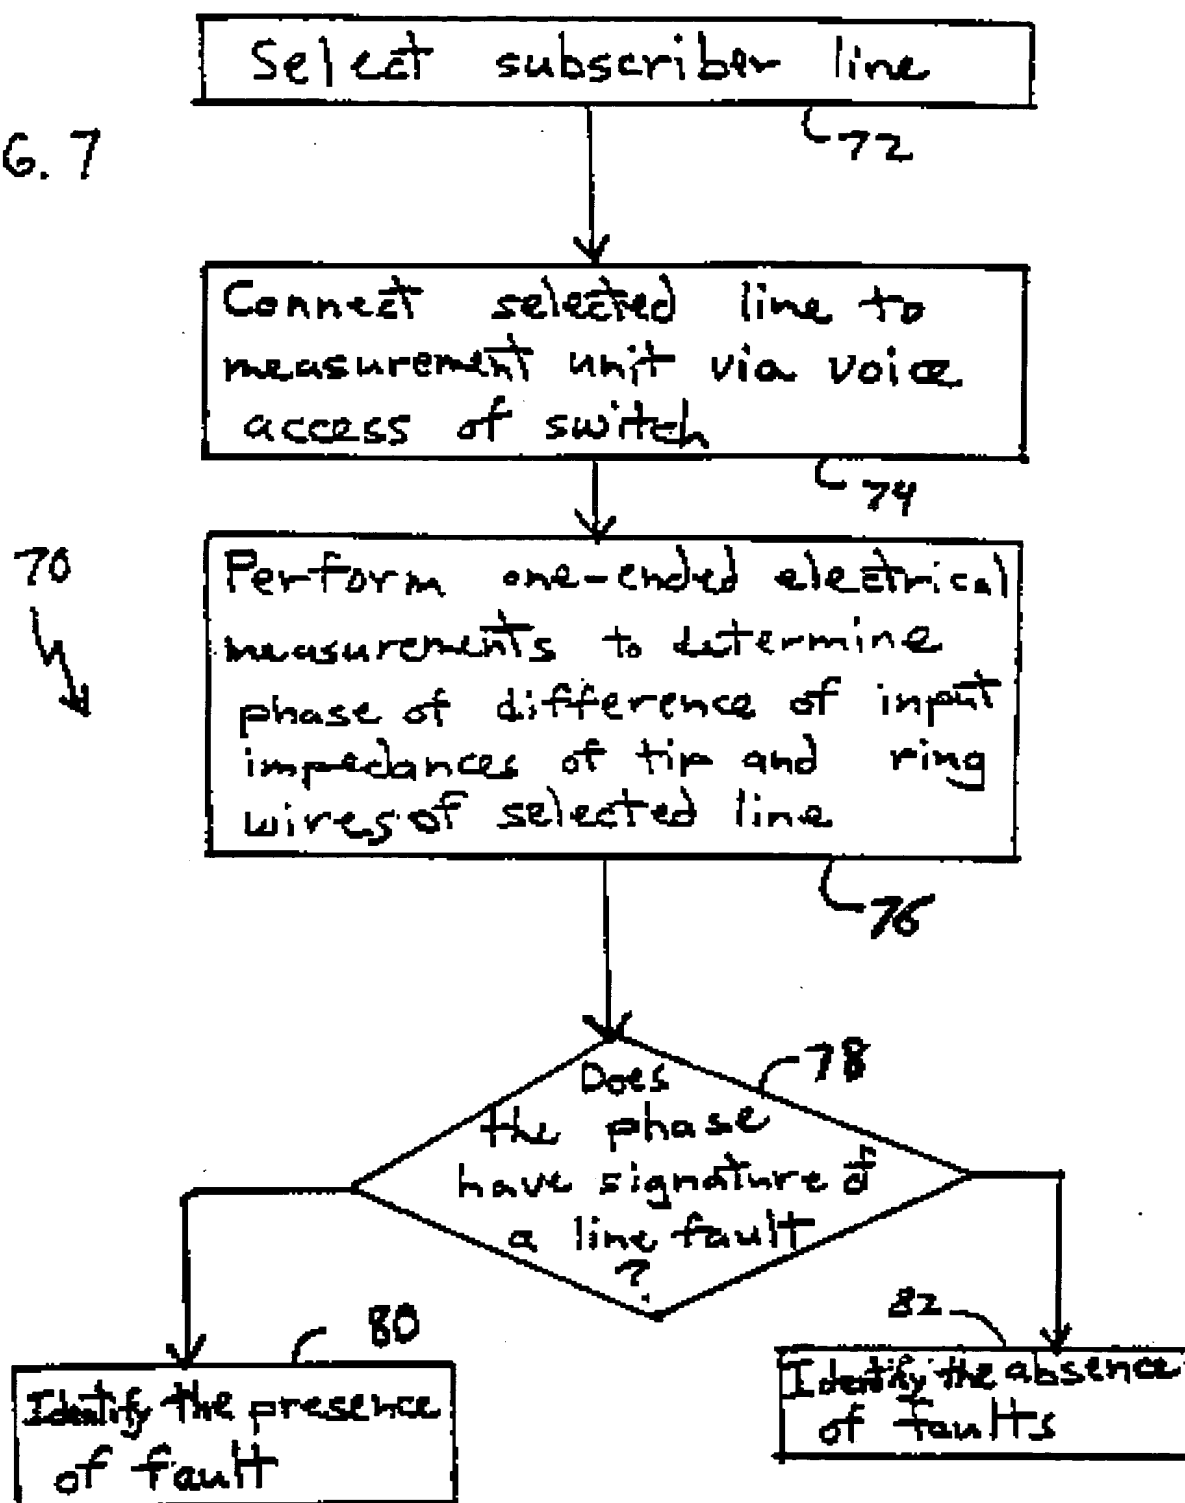 Select subscriber line
72
G. 7
Connect selected line to
measurement unit via voice
access of switch
74
70
Perform one-ended electrical
measurements to determine
phase of difference of input
impedances of tip and ring
wires of selected line
76
78
Does
the phase
have signature of
a line fault
?
80
Identify the presence
of fault
82
Identify the absence
of faults